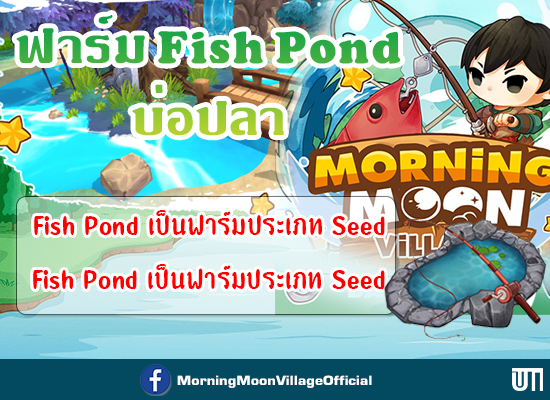 ฟาร์ม Fish Pond
บ่อปลา
MORNING
MOON
VILLAGE
Fish Pond เป็นฟาร์มประเภท Seed
Fish Pond เป็นฟาร์มประเภท Seed
MorningMoonVillageOfficial